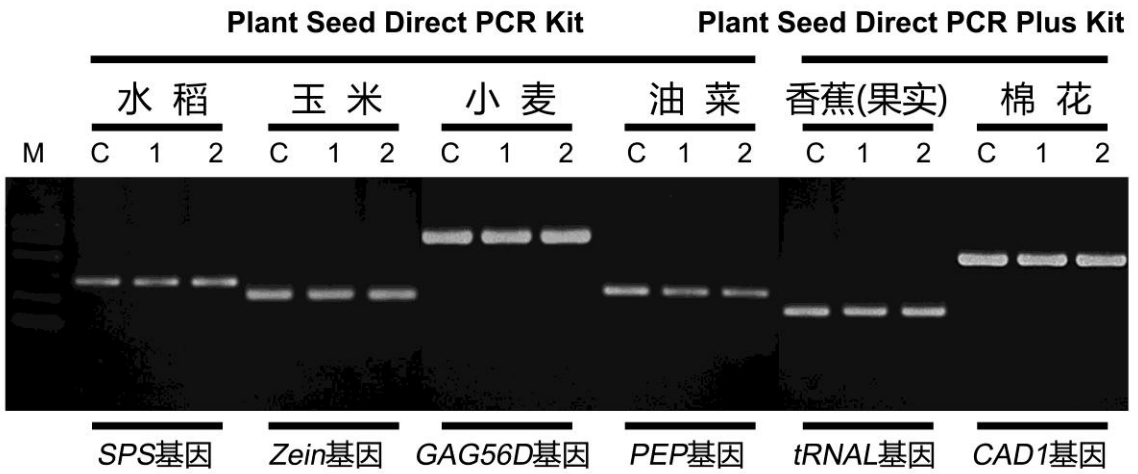 Plant Seed Direct PCR Kit Plant Seed Direct PCR Plus Kit
水 稻 玉 米 小 麦 油 菜 香蕉(果实) 棉 花
M C 1 2 C 1 2 C 1 2 C 1 2 C 1 2 C 1 2
SPS基因 Zein基因 GAG56D基因 PEP基因 tRNAL基因 CAD1基因